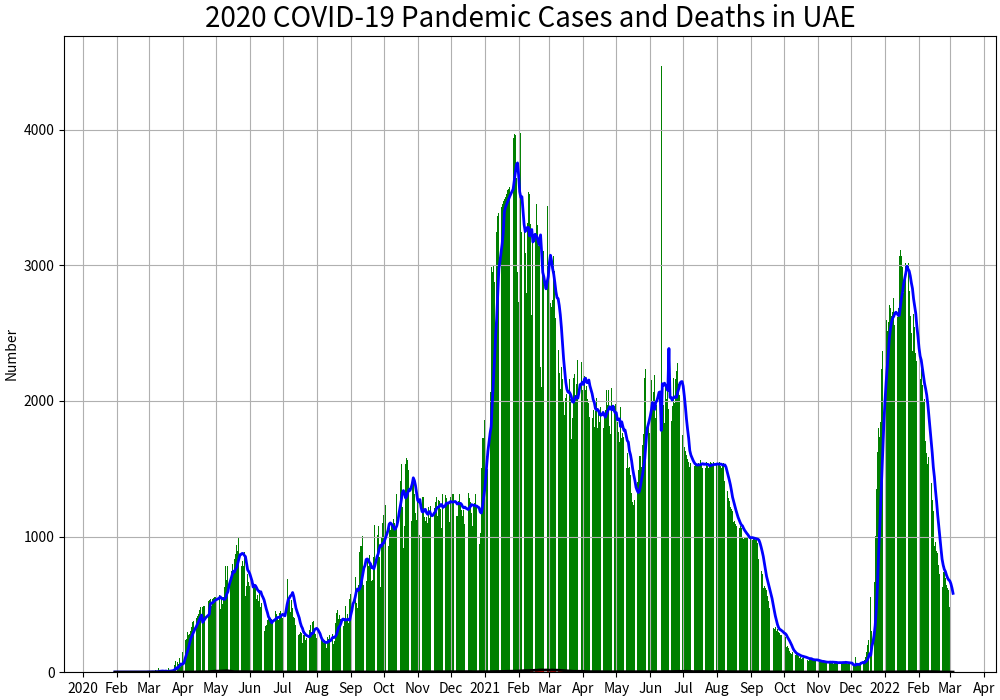 2020 COVID-19 Pandemic Cases and Deaths in UAE
4000
3000
2000
1000
0
Number
2020 Feb Mar Apr May Jun Jul Aug Sep Oct Nov Dec 2021 Feb Mar Apr May Jun Jul Aug Sep Oct Nov Dec 2022 Feb Mar Apr